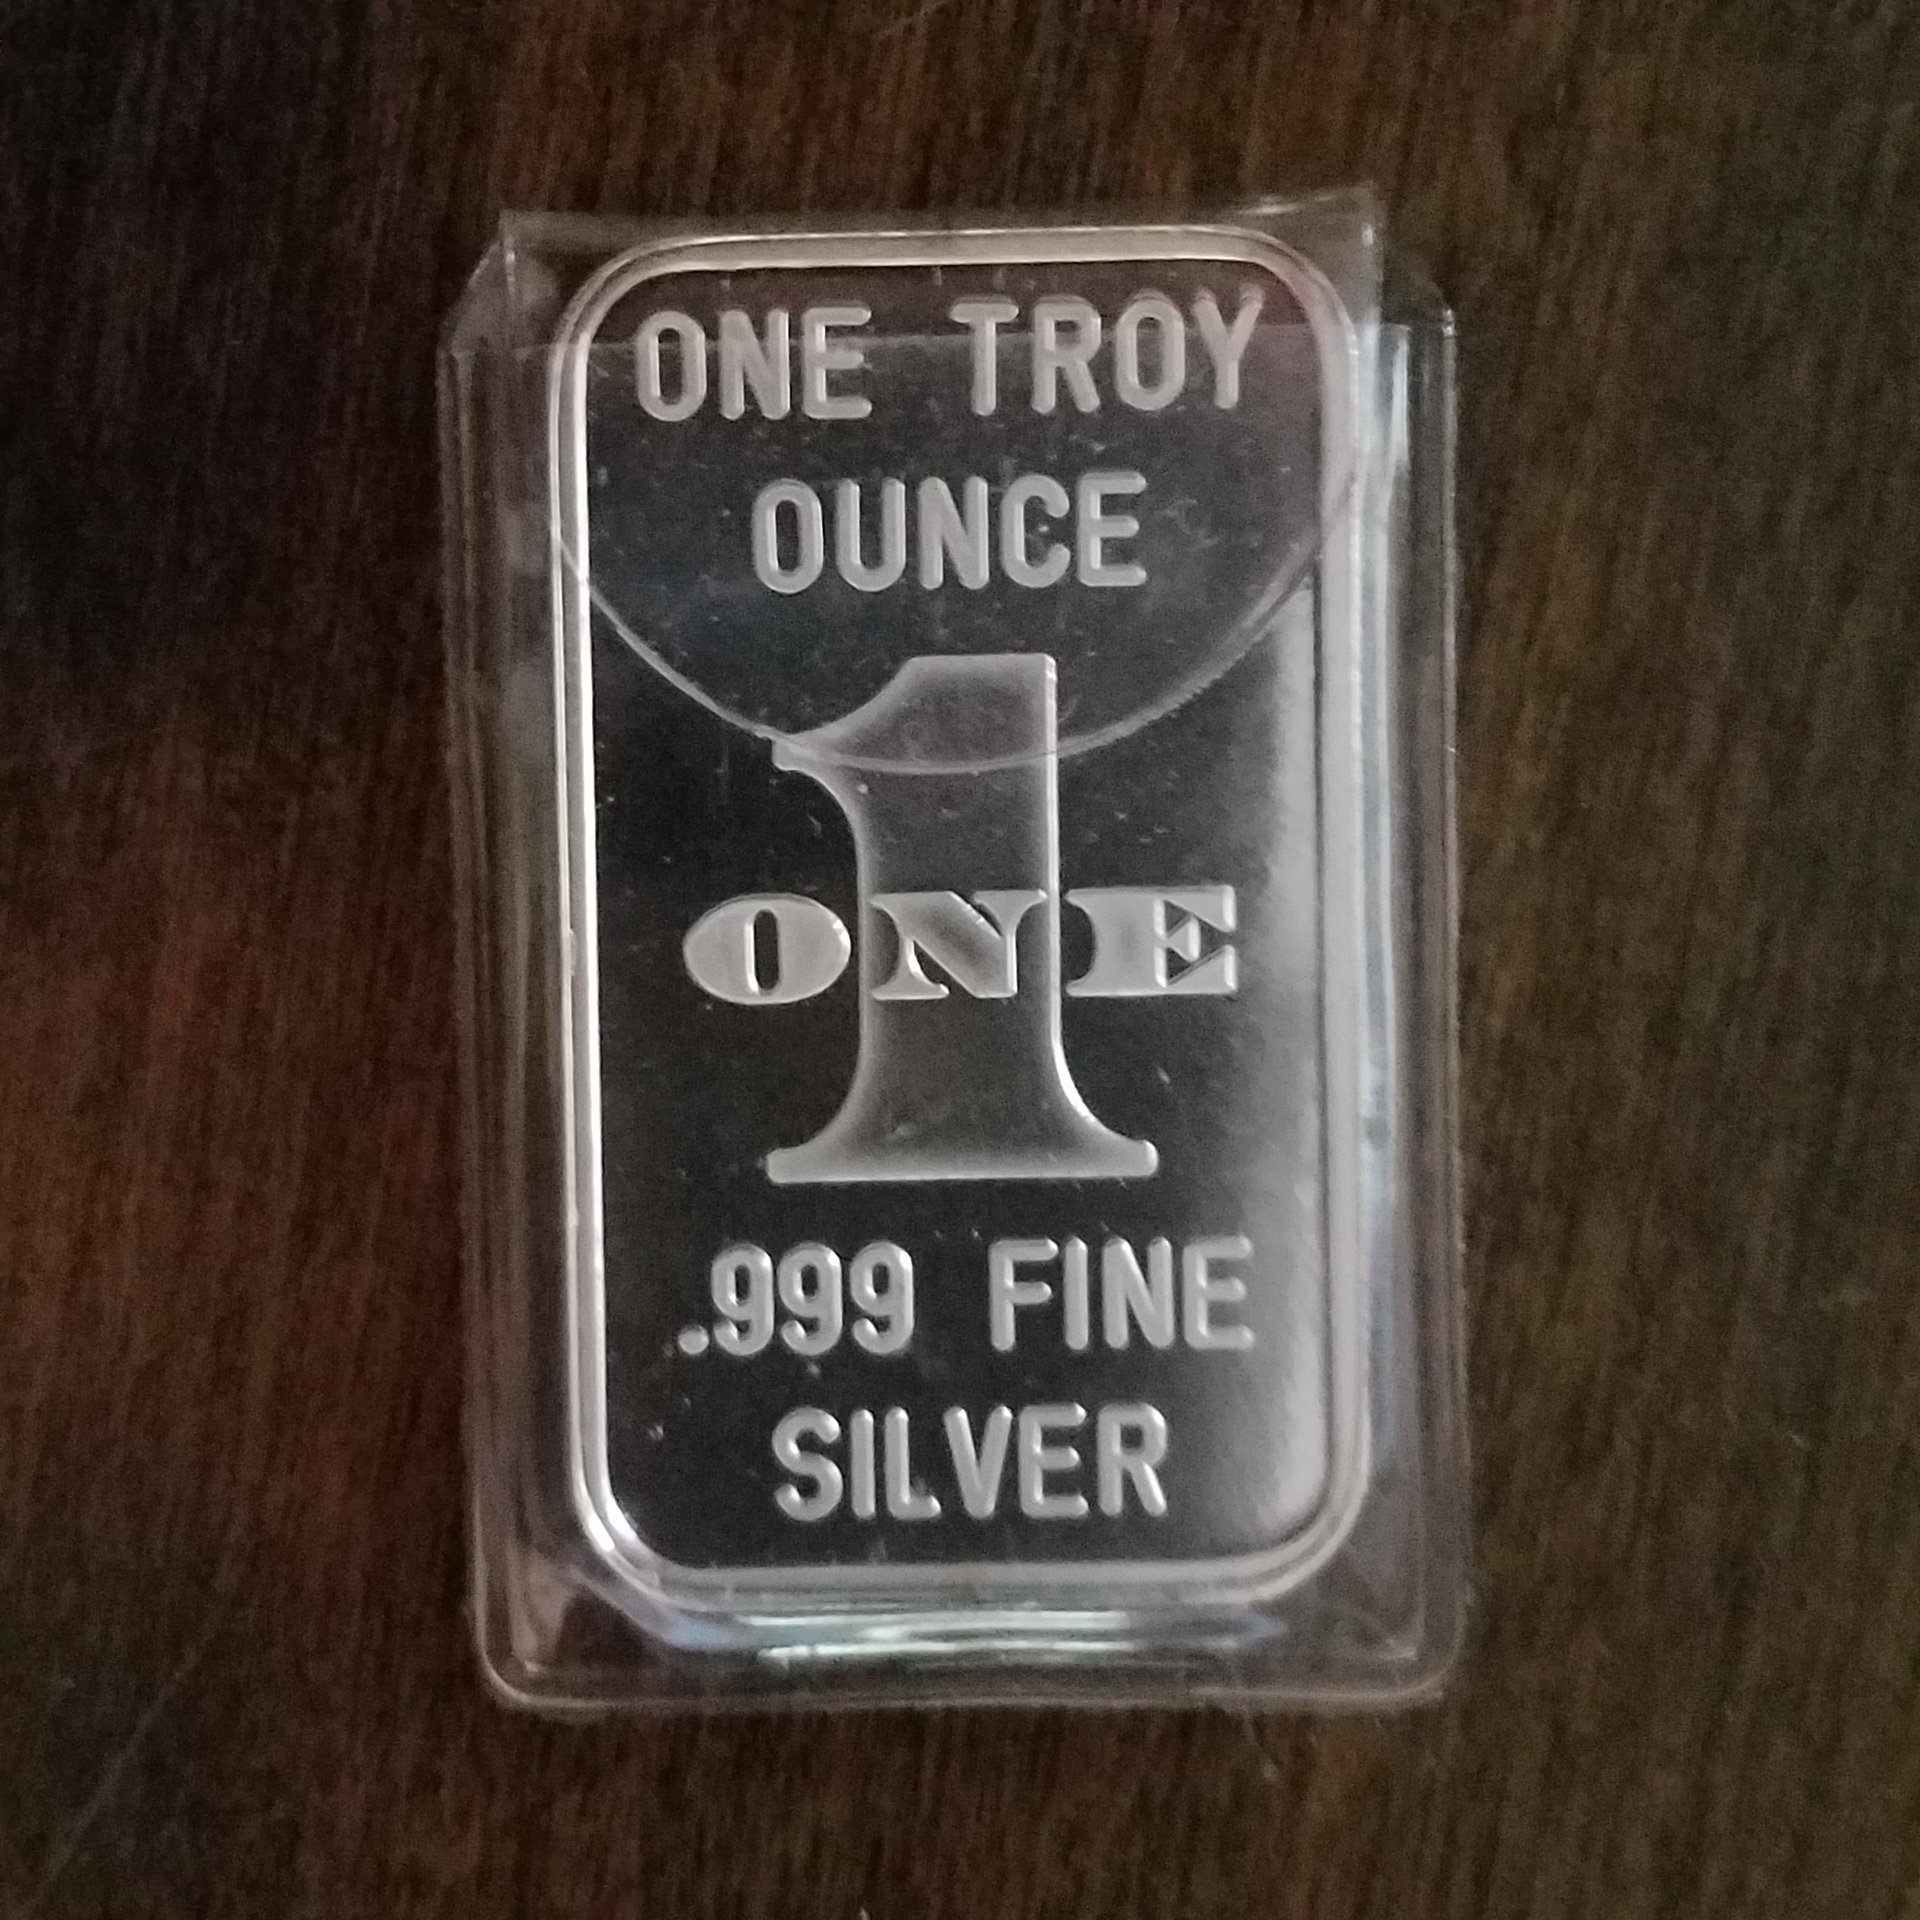 ONE TROY
OUNCE
1
ONE
.999 FINE
SILVER